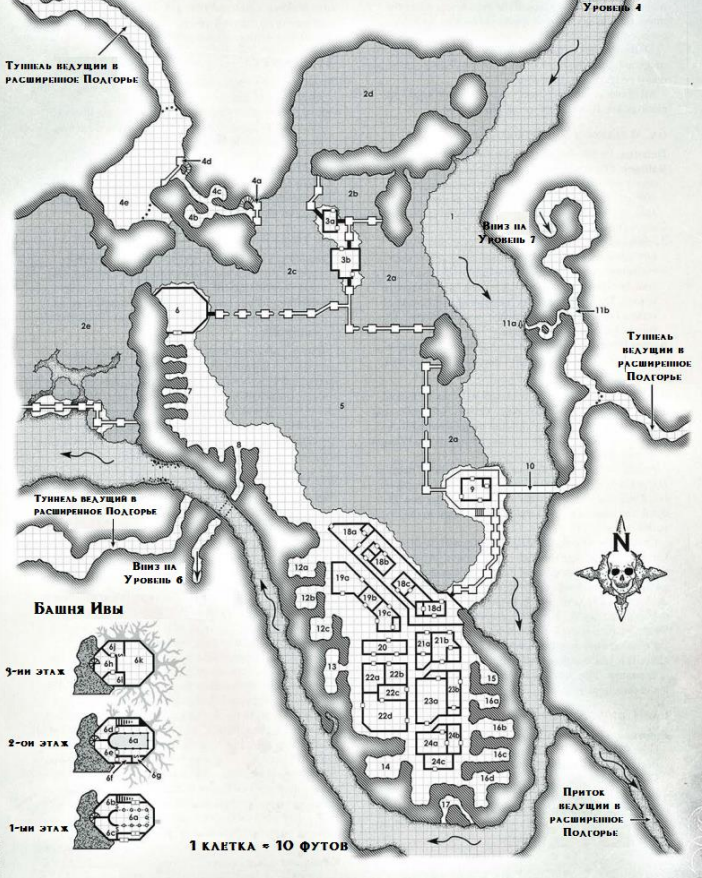 Уровень 4
Туннель ведущий в
расширенное Подгорье
2d
4d
4a
4c
4e
4b
2b
3a
1
Вниз на
Уровень 7
3b
2c
2a
6
2e
11a
11b
Туннель
ведущий в
расширенное
Подгорье
7
5
2a
8
10
9
Туннель ведущий в
расширенное Подгорье
Вниз на
Уровень 6
N
18a
18b
12a
19a
18c
12b
19b
18d
19c
12c
Башня Ивы
20
21a
21b
13
22a
22b
22c
23a
23b
15
16a
22d
16b
24a
24b
24c
16c
14
16d
17
3-ий этаж
6j
6h
6k
6i
2-ой этаж
6d
6a
6e
6f
6g
1-ый этаж
6b
6a
6c
Приток
ведущий в
расширенное
Подгорье
1 клетка = 10 футов